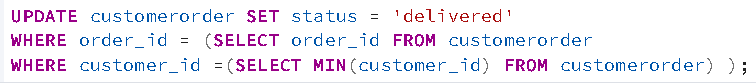 UPDATE customerorder SET status = 'delivered'
WHERE order_id = (SELECT order_id FROM customerorder
WHERE customer_id =(SELECT MIN(customer_id) FROM customerorder) );